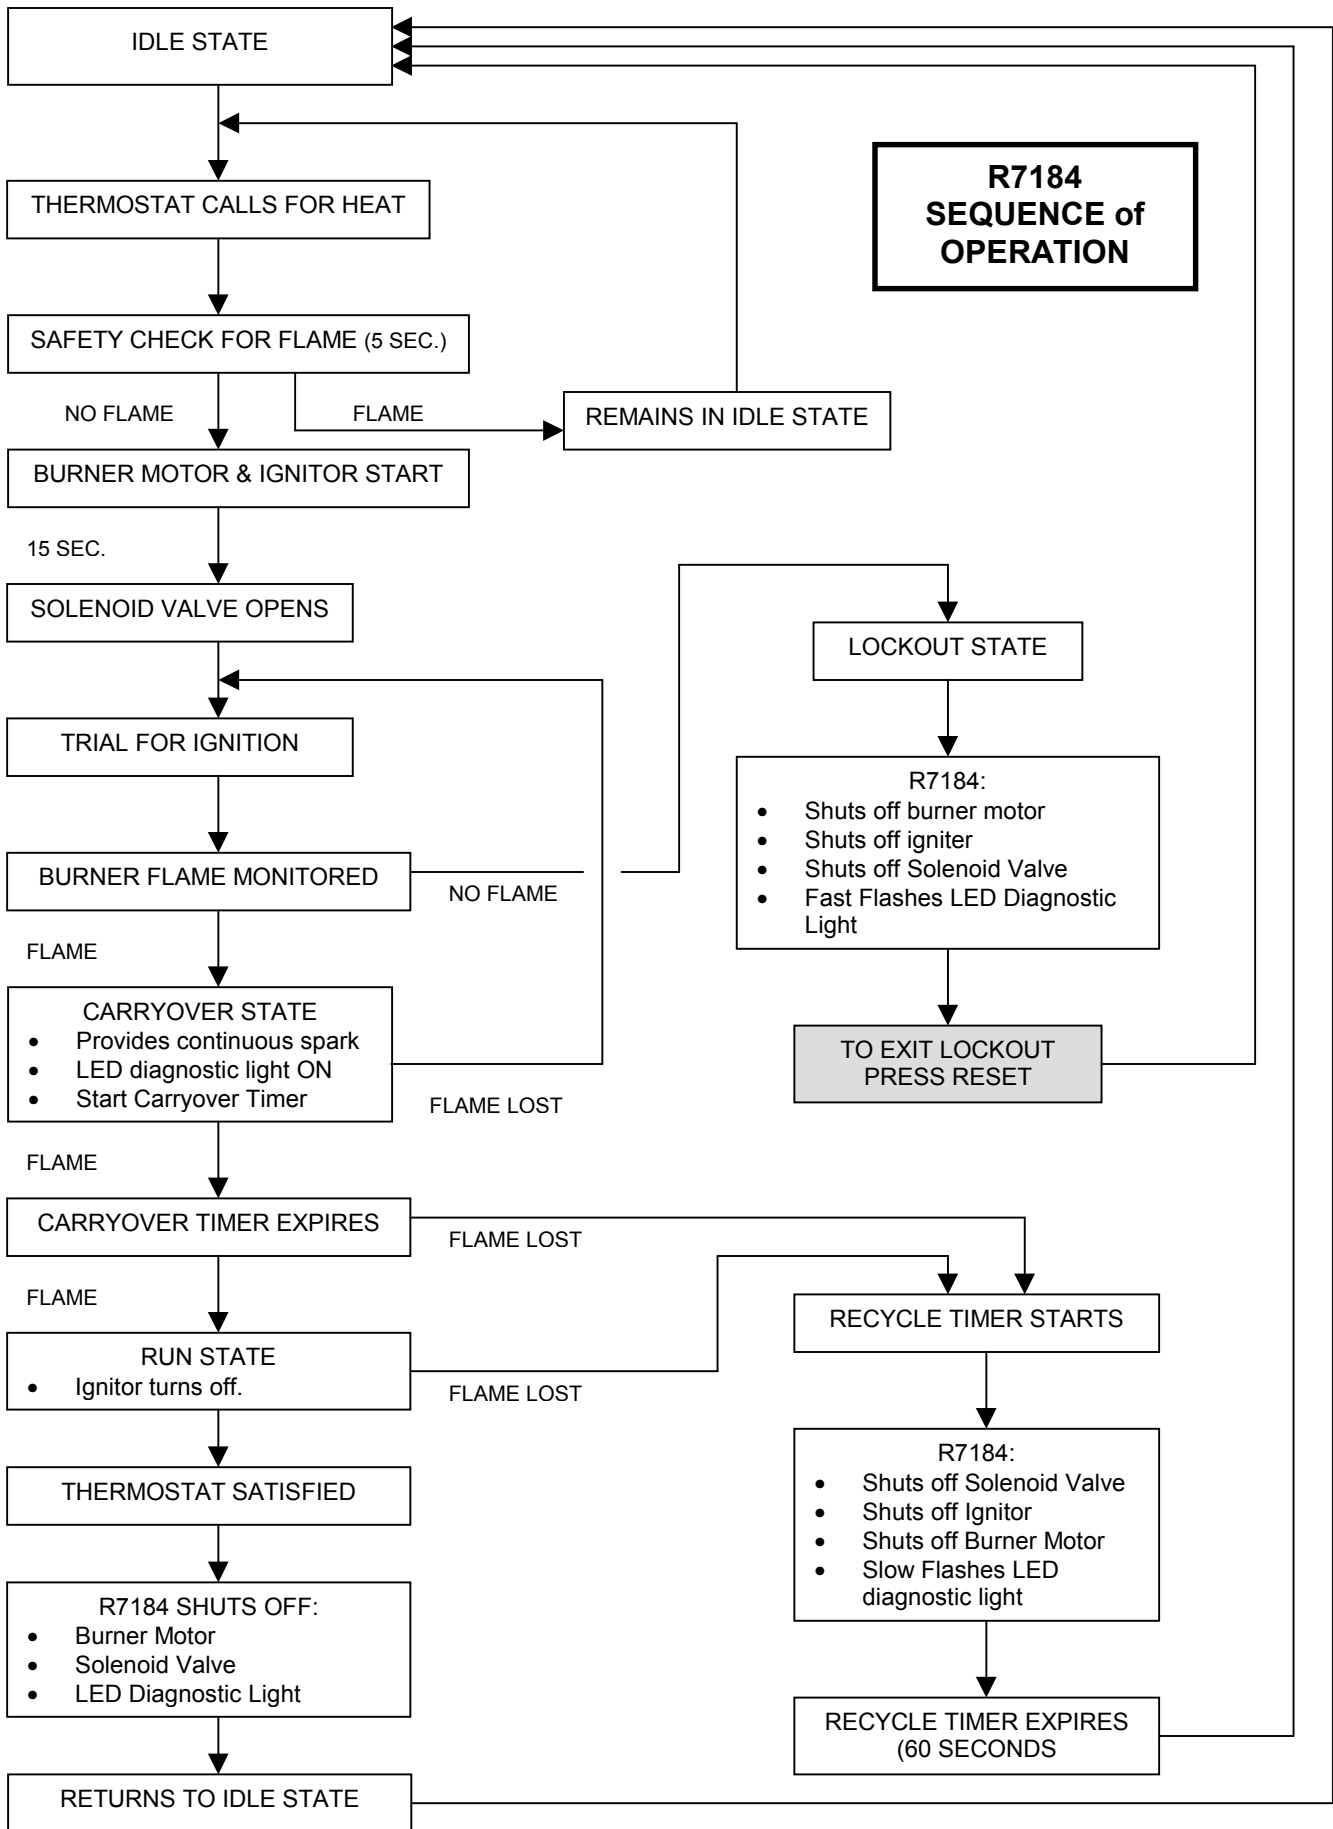 IDLE STATE
R7184
SEQUENCE of
OPERATION
THERMOSTAT CALLS FOR HEAT
SAFETY CHECK FOR FLAME (5 SEC.)
NO FLAME
FLAME
REMAINS IN IDLE STATE
BURNER MOTOR & IGNITOR START
15 SEC.
SOLENOID VALVE OPENS
TRIAL FOR IGNITION
BURNER FLAME MONITORED
NO FLAME
LOCKOUT STATE
R7184:
• Shuts off burner motor
• Shuts off igniter
• Shuts off Solenoid Valve
• Fast Flashes LED Diagnostic
Light
TO EXIT LOCKOUT
PRESS RESET
FLAME
CARRYOVER STATE
• Provides continuous spark
• LED diagnostic light ON
• Start Carryover Timer
FLAME LOST
FLAME
CARRYOVER TIMER EXPIRES
FLAME LOST
FLAME
RUN STATE
• Ignitor turns off.
FLAME LOST
RECYCLE TIMER STARTS
R7184:
• Shuts off Solenoid Valve
• Shuts off Ignitor
• Shuts off Burner Motor
• Slow Flashes LED
diagnostic light
RECYCLE TIMER EXPIRES
(60 SECONDS
THERMOSTAT SATISFIED
R7184 SHUTS OFF:
• Burner Motor
• Solenoid Valve
• LED Diagnostic Light
RETURNS TO IDLE STATE